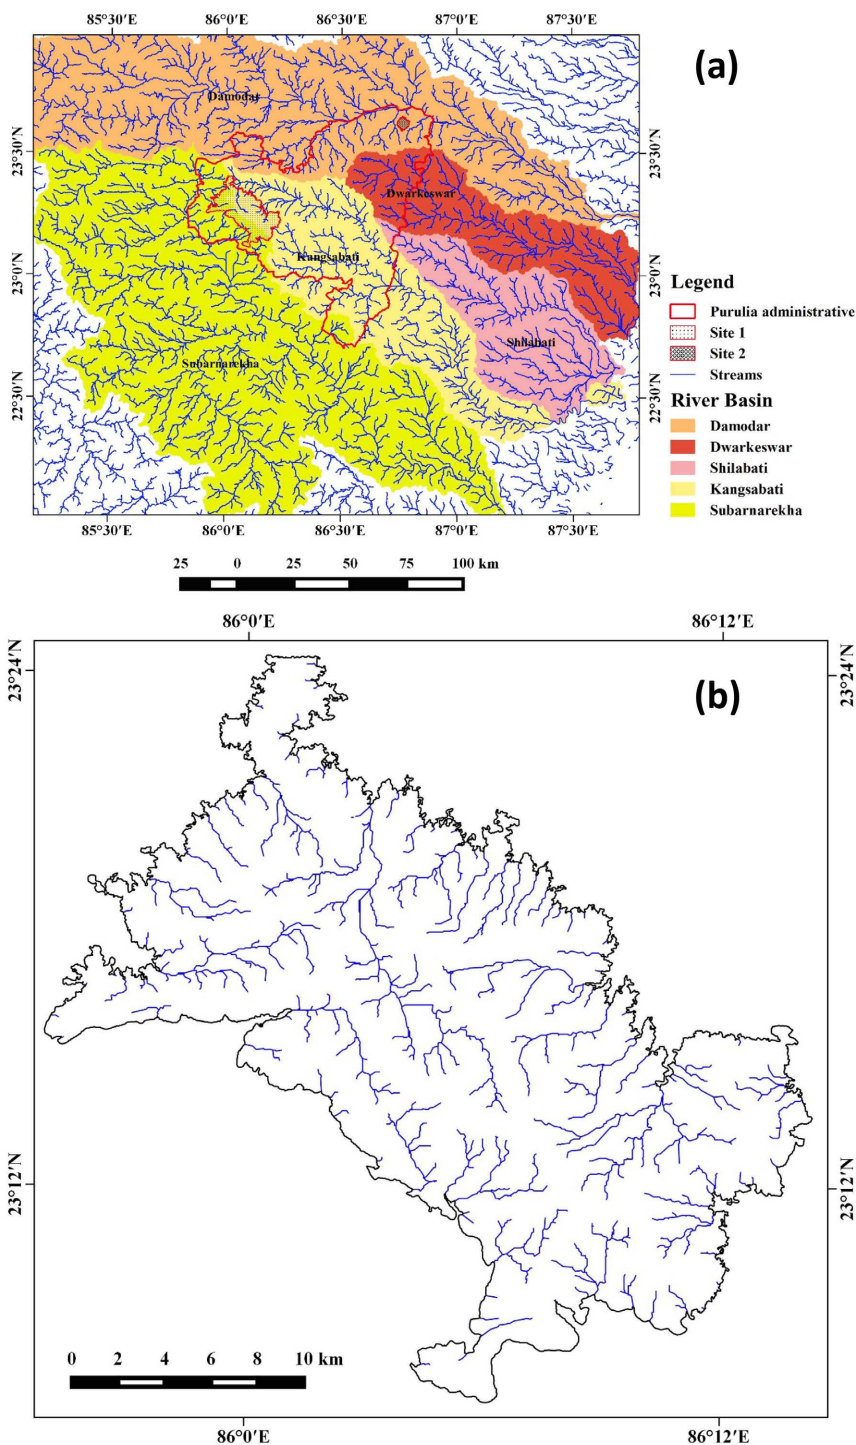 85°30′E 86°0′E 86°30′E 87°0′E 87°30′E
(a)
Damodar
23°30′N 23°30′N
Dwarkeswar
Kangsabati
23°0′N 23°0′N
Legend
Purulia administrative
Site 1
Shilabati
Site 2
Subarnarekha
Streams
22°30′N 22°30′N
River Basin
Damodar
Dwarkeswar
Shilabati
Kangsabati
Subarnarekha
85°30′E 86°0′E 86°30′E 87°0′E 87°30′E
25 0 25 50 75 100 km
86°0′E 86°12′E
23°24′N 23°24′N
(b)
23°12′N 23°12′N
0 2 4 6 8 10 km
86°0′E 86°12′E